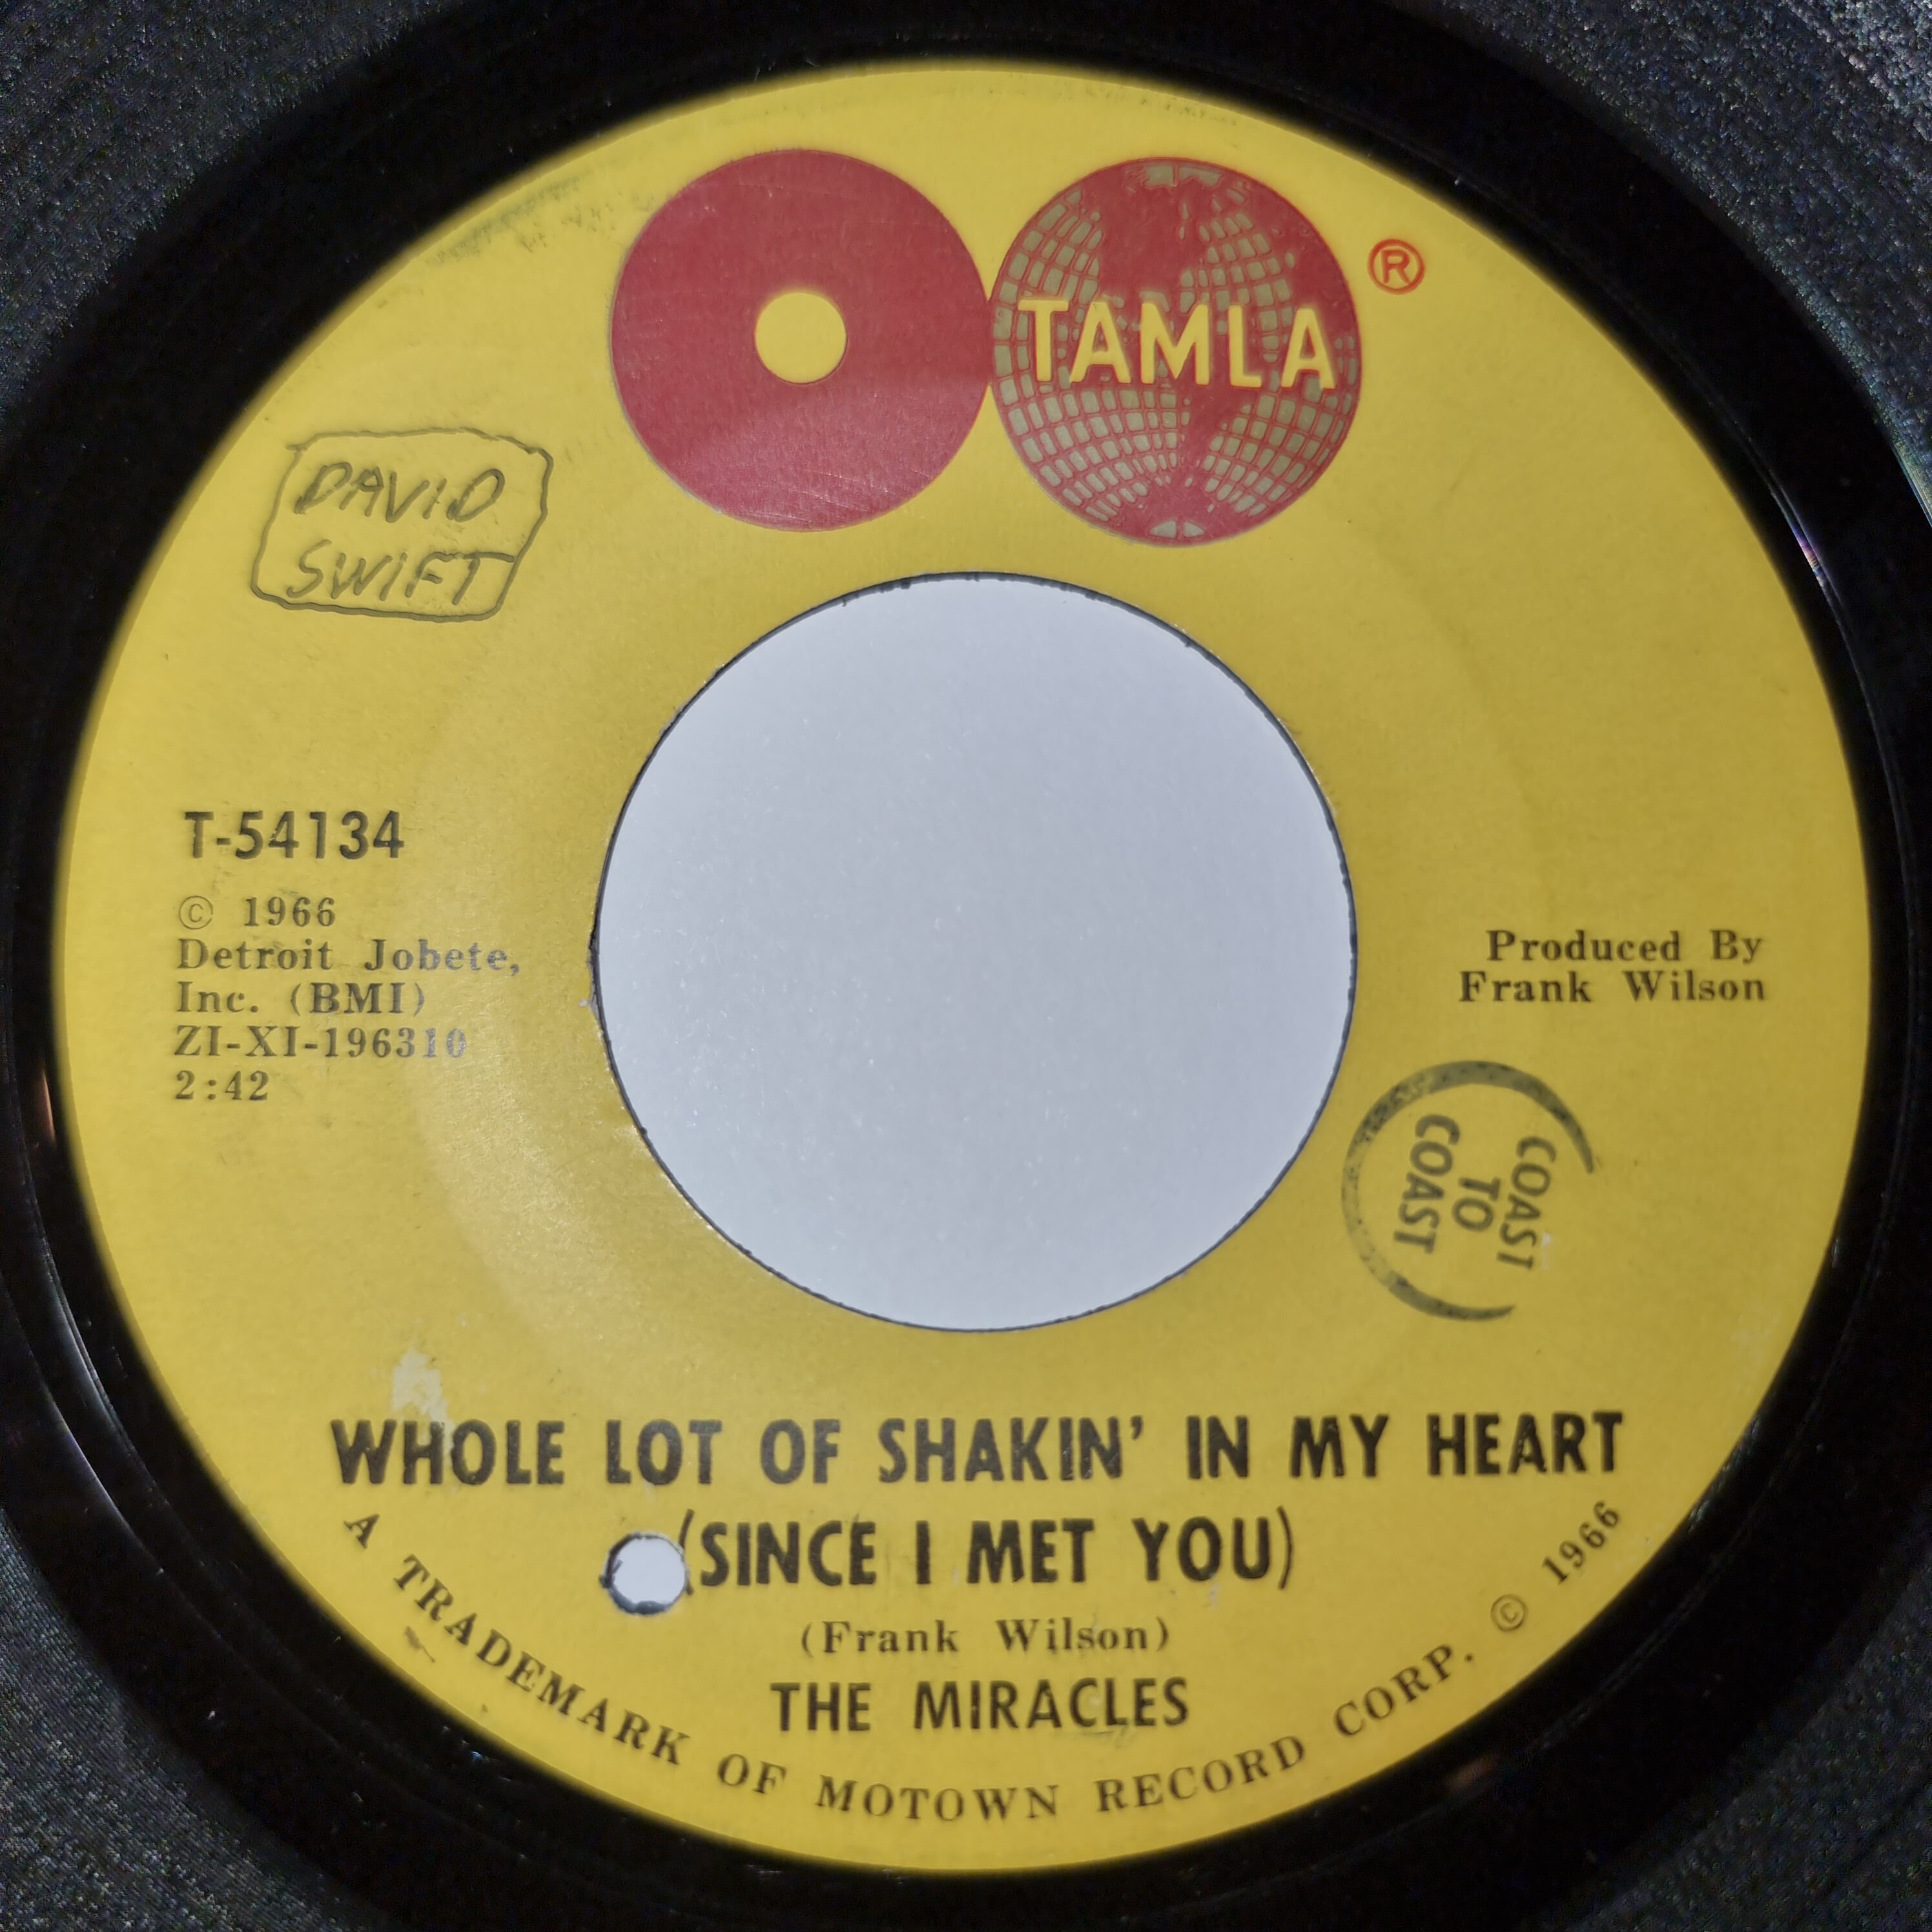 TAMLA
®
DAVID
SWIFT
T-54134
© 1966
Detroit Jobete,
Inc. (BMI)
ZI-XI-196310
2:42
Produced By
Frank Wilson
COAST
TO
COAST
WHOLE LOT OF SHAKIN' IN MY HEART
(SINCE I MET YOU)
(Frank Wilson)
THE MIRACLES
A TRADEMARK OF MOTOWN RECORD CORP. © 1966